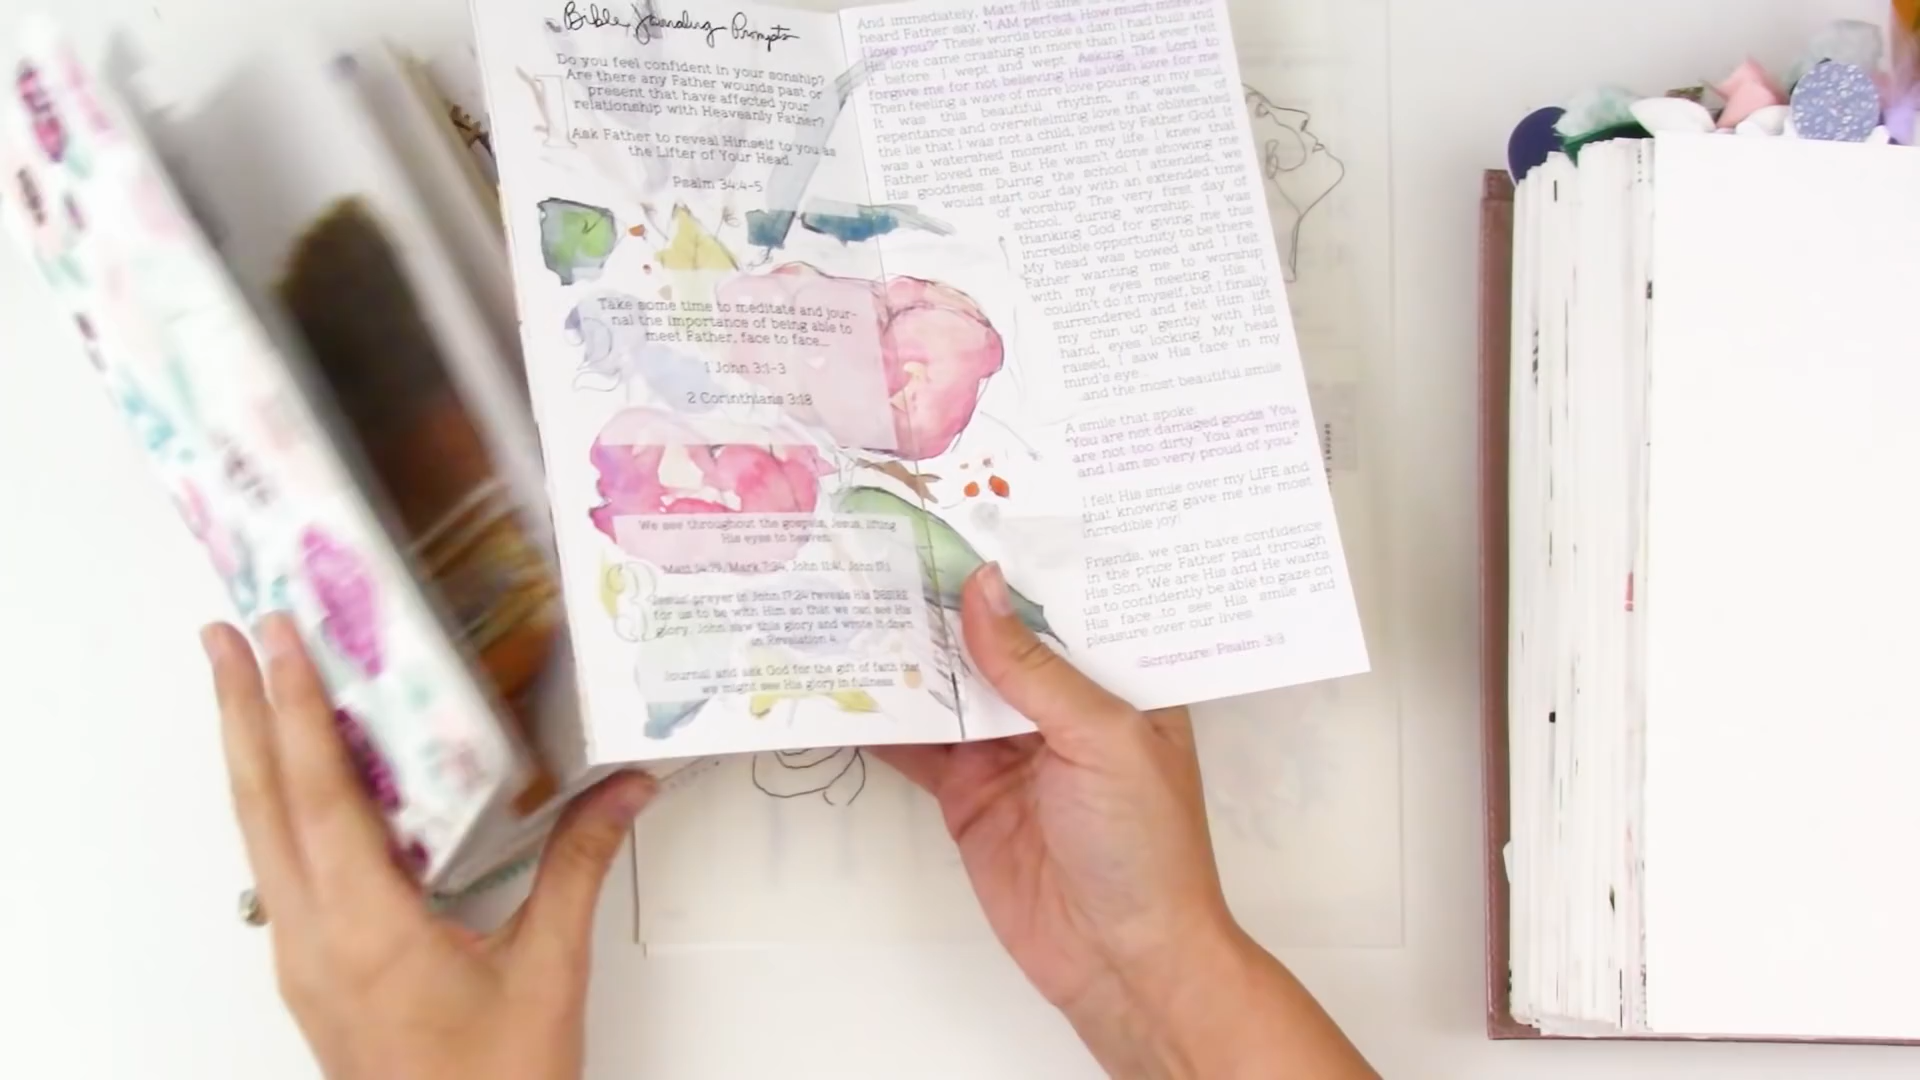 Bible Journaling Prompts
Do you feel confident in your sonship?
Are there any Father wounds past or
present that have affected your
relationship with Heavenly Father?
Ask Father to reveal Himself to you as
the Lifter of Your Head.
Psalm 34:4-5
Take some time to meditate and jour-
nal the importance of being able to
meet Father, face to face...
1 John 3:1-3
2 Corinthians 3:18
We see throughout the gospels, Jesus, lifting
His eyes to heaven.
Matt 14:19, Mark 7:34, John 11:41, John 17:1
Jesus' prayer in John 17:24 reveals His DESIRE
for us to be with Him so that we can see His
glory. John saw this glory and wrote it down
in Revelation 4.
Journal and ask God for the gift of faith that
we might see His glory in fullness.
And immediately, Matt 7:11 came
heard Father say, "I AM perfect. How much more do
I love you?" These words broke a dam I had built and
His love came crashing in more than I had ever felt
it before. I wept and wept. Asking The Lord to
forgive me for not believing His lavish love for me.
Then feeling a wave of more love pouring in my soul.
It was this beautiful rhythm, in waves, of
repentance and overwhelming love that obliterated
the lie that I was not a child, loved by Father God. It
was a watershed moment in my life. I knew that
Father loved me. But He wasn't done showing me
His goodness. During the school I attended, we
would start our day with an extended time
of worship. The very first day of
school, during worship, I was
thanking God for giving me this
incredible opportunity to be there.
My head was bowed and I felt
Father wanting me to worship
with my eyes meeting His. I
couldn't do it myself, but I finally
surrendered and felt Him lift
my chin up gently with His
hand, eyes locking. My head
raised, I saw His face in my
mind's eye...
...and the most beautiful smile
A smile that spoke:
"You are not damaged goods. You
are not too dirty. You are mine
and I am so very proud of you."
I felt His smile over my LIFE and
that knowing gave me the most
incredible joy!
Friends, we can have confidence
in the price Father paid through
His Son. We are His and He wants
us to confidently be able to gaze on
His face...to see His smile and
pleasure over our lives.
Scripture: Psalm 3:3